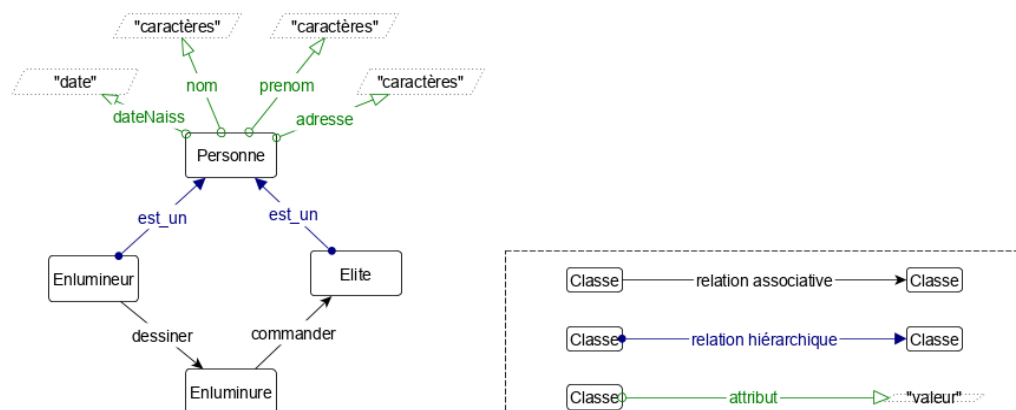 "caractères"
"caractères"
"date"
nom
prenom
"caractères"
dateNaiss
adresse
Personne
est_un
est_un
Enlumineur
Elite
dessiner
commander
Enluminure
Classe
relation associative
Classe
Classe
relation hiérarchique
Classe
Classe
attribut
"valeur"